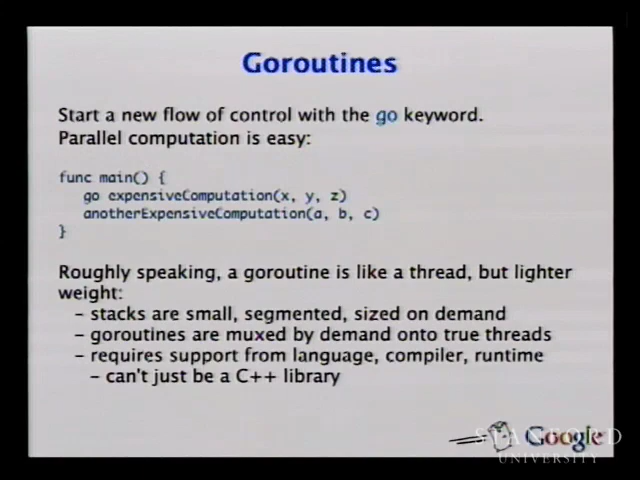 Goroutines
Start a new flow of control with the go keyword.
Parallel computation is easy:
func main() {
go expensiveComputation(x, y, z)
anotherExpensiveComputation(a, b, c)
}
Roughly speaking, a goroutine is like a thread, but lighter
weight:
- stacks are small, segmented, sized on demand
- goroutines are muxed by demand onto true threads
- requires support from language, compiler, runtime
- can't just be a C++ library
Google
STANFORD
UNIVERSITY